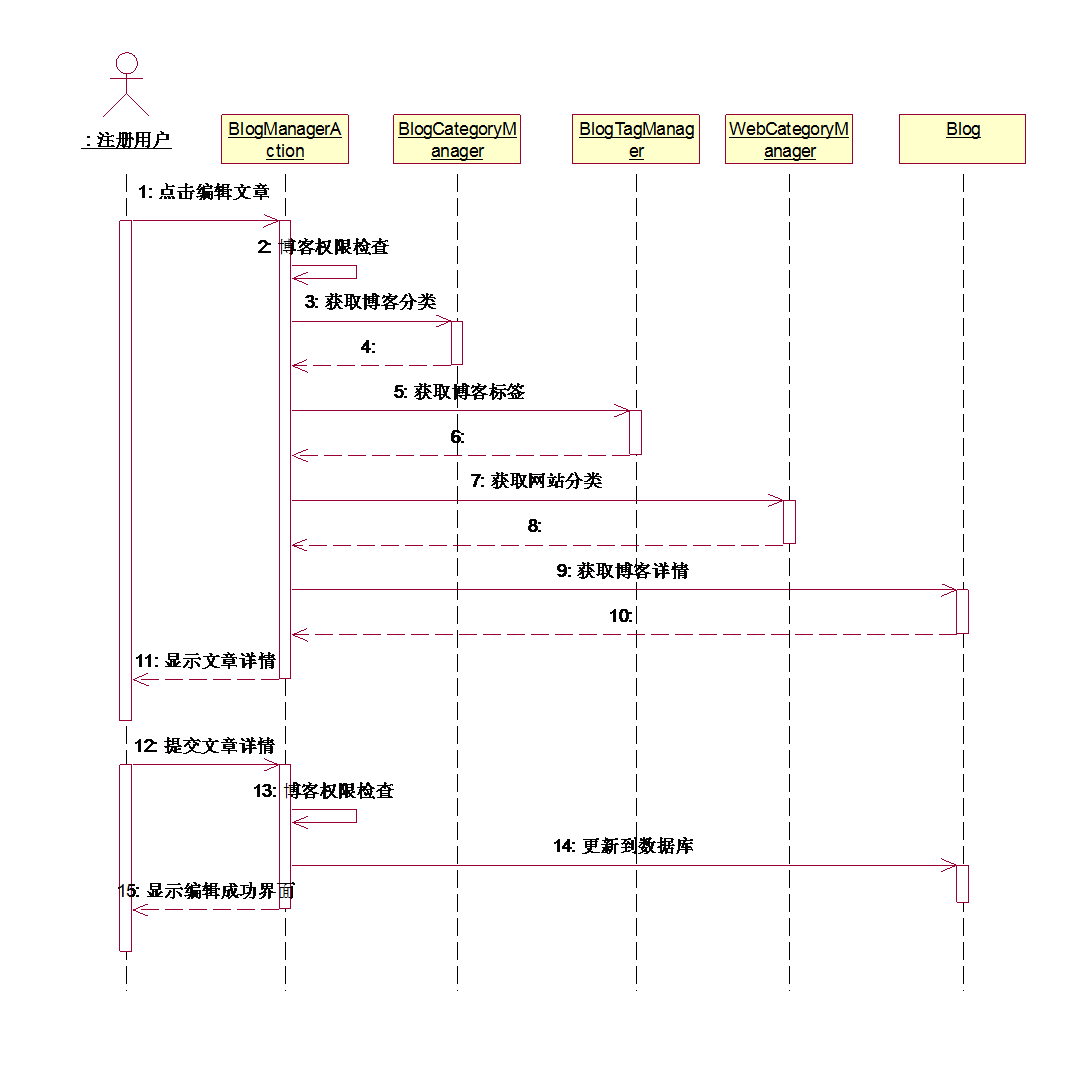 : 注册用户
BlogManagerA
ction
BlogCategoryM
anager
BlogTagManag
er
WebCategoryM
anager
Blog
1: 点击编辑文章
2: 博客权限检查
3: 获取博客分类
4:
5: 获取博客标签
6:
7: 获取网站分类
8:
9: 获取博客详情
10:
11: 显示文章详情
12: 提交文章详情
13: 博客权限检查
14: 更新到数据库
15: 显示编辑成功界面